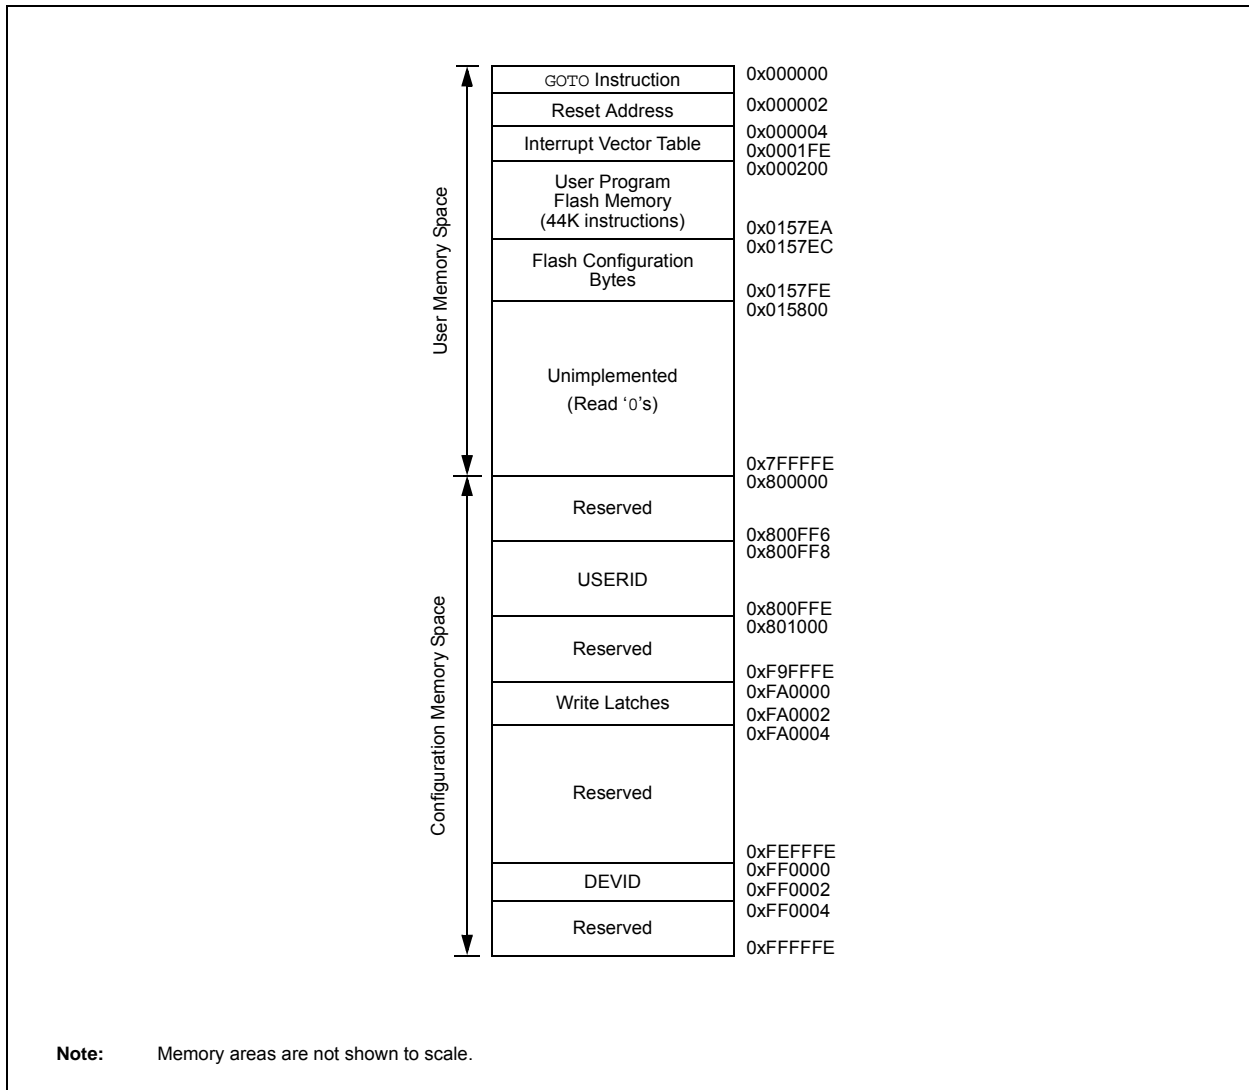 GOTO Instruction
0x000000
Reset Address
0x000002
Interrupt Vector Table
0x000004
0x0001FE
User Program
Flash Memory
(44K instructions)
0x000200
0x0157EA
Flash Configuration
Bytes
0x0157EC
0x0157FE
Unimplemented
(Read ‘0’s)
0x015800
0x7FFFFE
User Memory Space
Reserved
0x800000
0x800FF6
USERID
0x800FF8
0x800FFE
Reserved
0x801000
0xF9FFFE
Write Latches
0xFA0000
0xFA0002
Reserved
0xFA0004
0xFEFFFE
DEVID
0xFF0000
0xFF0002
Reserved
0xFF0004
0xFFFFFE
Configuration Memory Space
Note: Memory areas are not shown to scale.